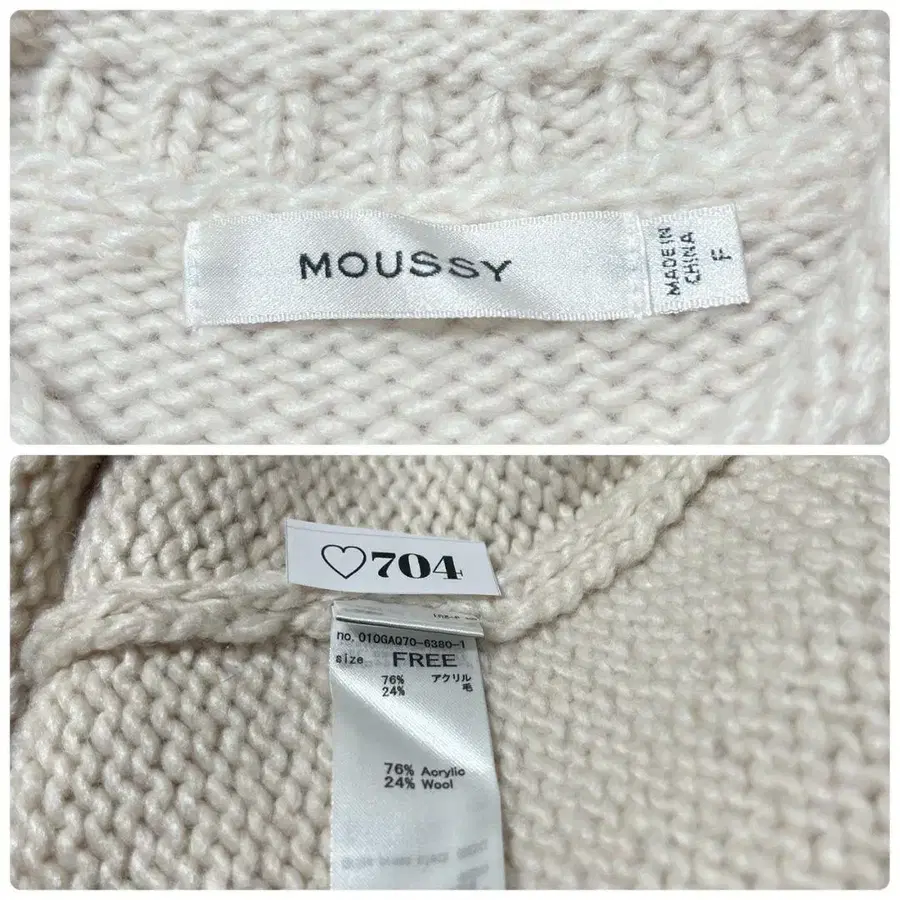 MOUSSY
MADE IN
CHINA
F
♡704
no. 010GAQ70-6380-1
size FREE
76% アクリル
24% 毛
76% Acrylic
24% Wool